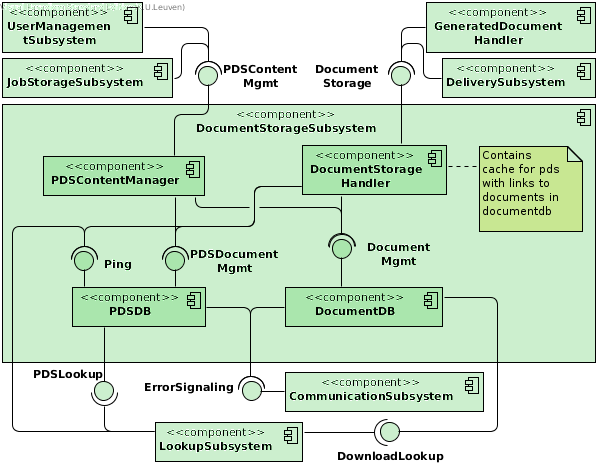 U.Leuven)
<<component>>
UserManagemen
tSubsystem
<<component>>
GeneratedDocument
Handler
<<component>>
JobStorageSubsystem
PDSContent
Mgmt
Document
Storage
<<component>>
DeliverySubsystem
<<component>>
DocumentStorageSubsystem
<<component>>
PDSContentManager
<<component>>
DocumentStorage
Handler
Contains
cache for pds
with links to
documents in
documentdb
Ping
PDSDocument
Mgmt
Document
Mgmt
<<component>>
PDSDB
<<component>>
DocumentDB
PDSLookup
ErrorSignaling
<<component>>
CommunicationSubsystem
<<component>>
LookupSubsystem
DownloadLookup